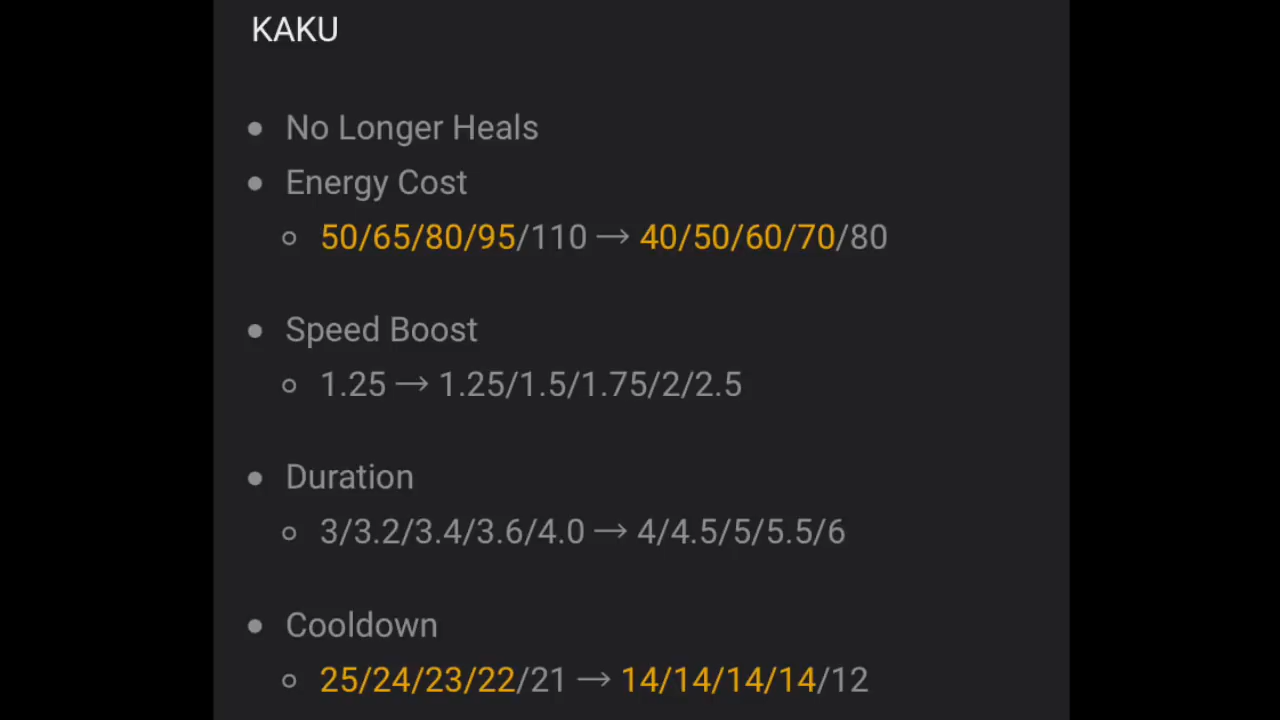 KAKU
• No Longer Heals
• Energy Cost
○ 50/65/80/95/110 → 40/50/60/70/80
• Speed Boost
○ 1.25 → 1.25/1.5/1.75/2/2.5
• Duration
○ 3/3.2/3.4/3.6/4.0 → 4/4.5/5/5.5/6
• Cooldown
○ 25/24/23/22/21 → 14/14/14/14/12